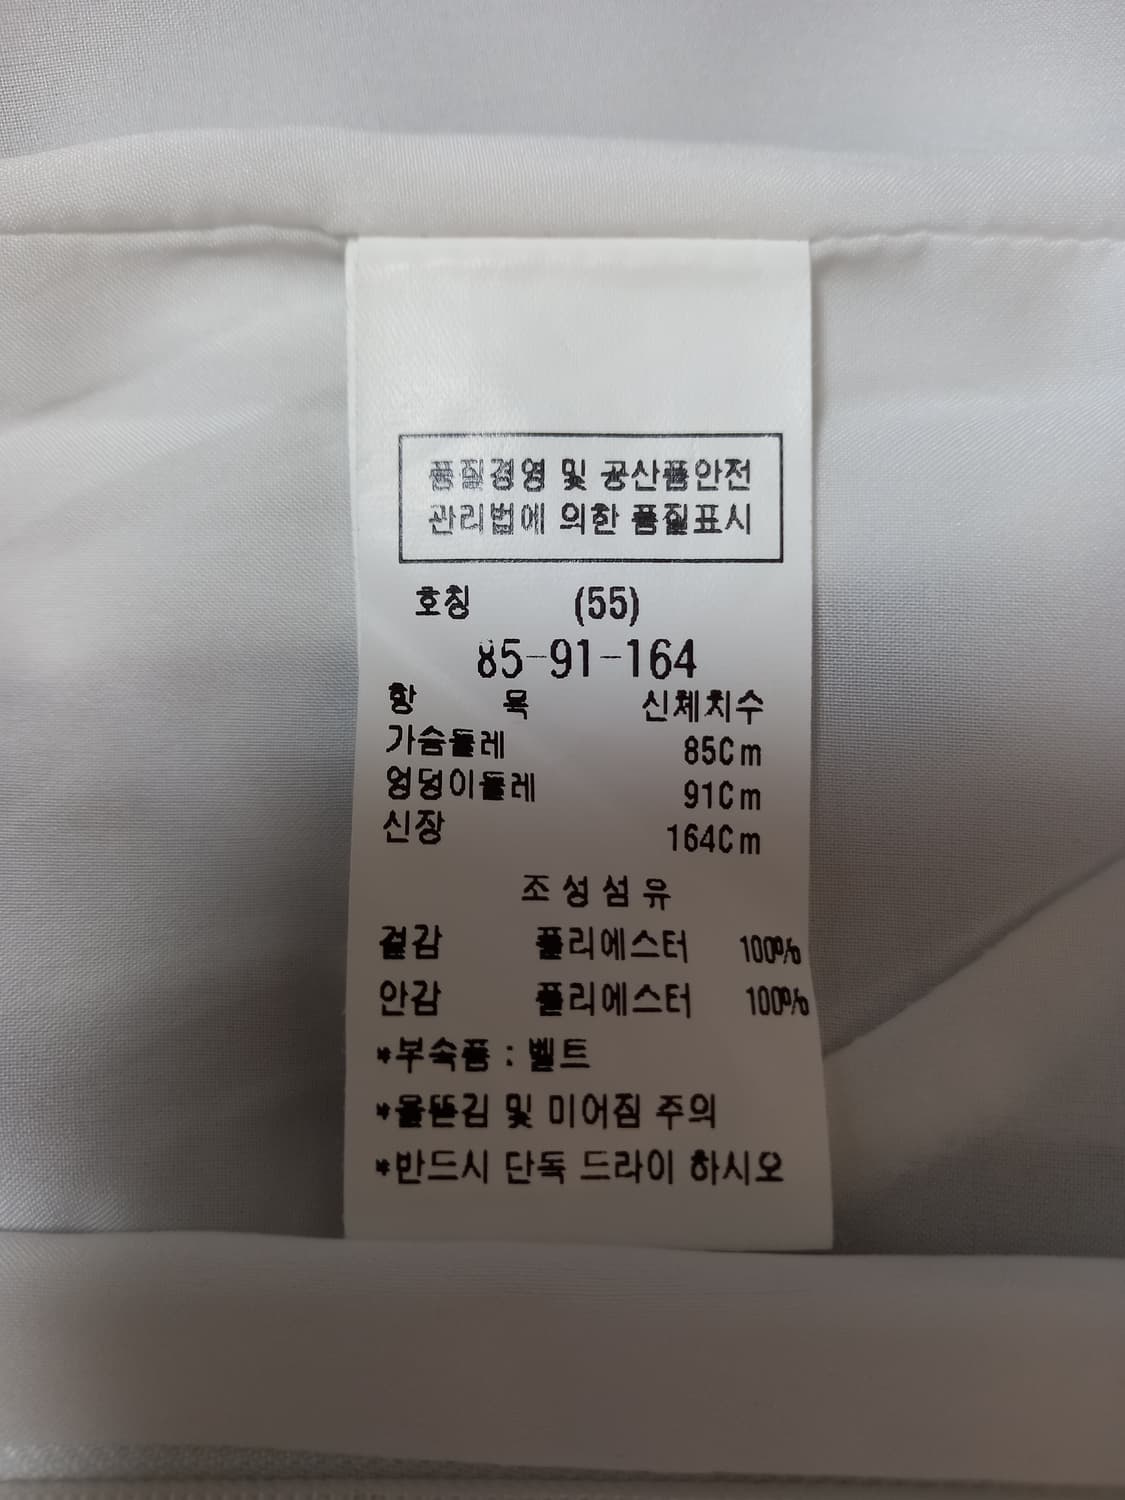 품질경영 및 공산품안전
관리법에 의한 품질표시
호칭 (55)
85-91-164
항 목 신체치수
가슴둘레 85Cm
엉덩이둘레 91Cm
신장 164Cm
조성섬유
겉감 폴리에스터 100%
안감 폴리에스터 100%
*부속품 : 벨트
*올뜯김 및 미어짐 주의
*반드시 단독 드라이 하시오